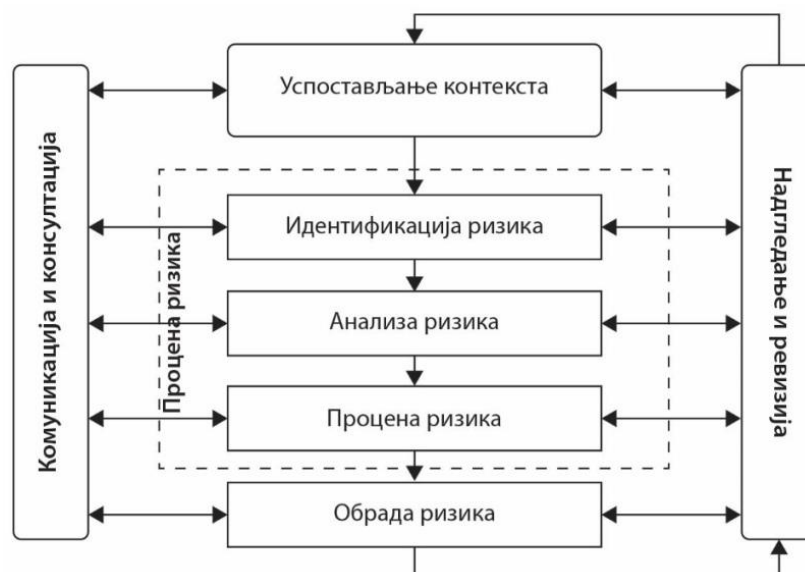 Успостављање контекста
Комуникација и консултација
Надгледање и ревизија
Процена ризика
Идентификација ризика
Анализа ризика
Процена ризика
Обрада ризика